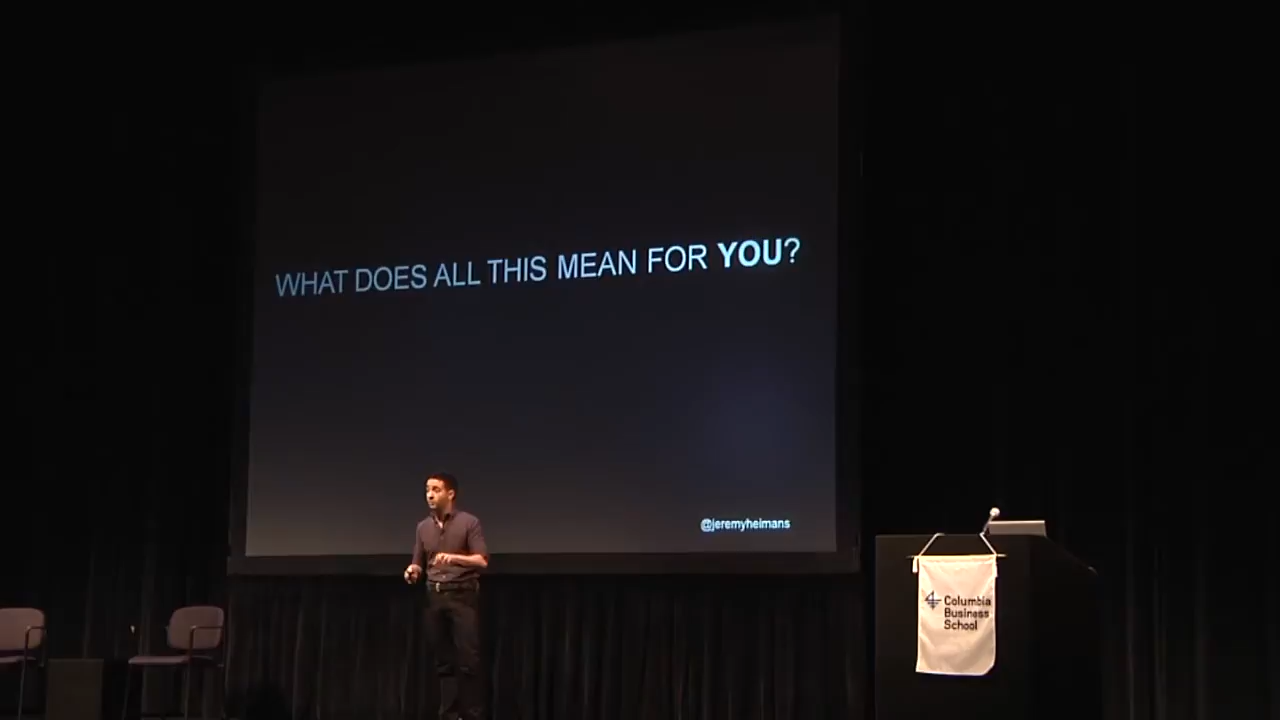 WHAT DOES ALL THIS MEAN FOR YOU?
@jeremyheimans
Columbia
Business
School